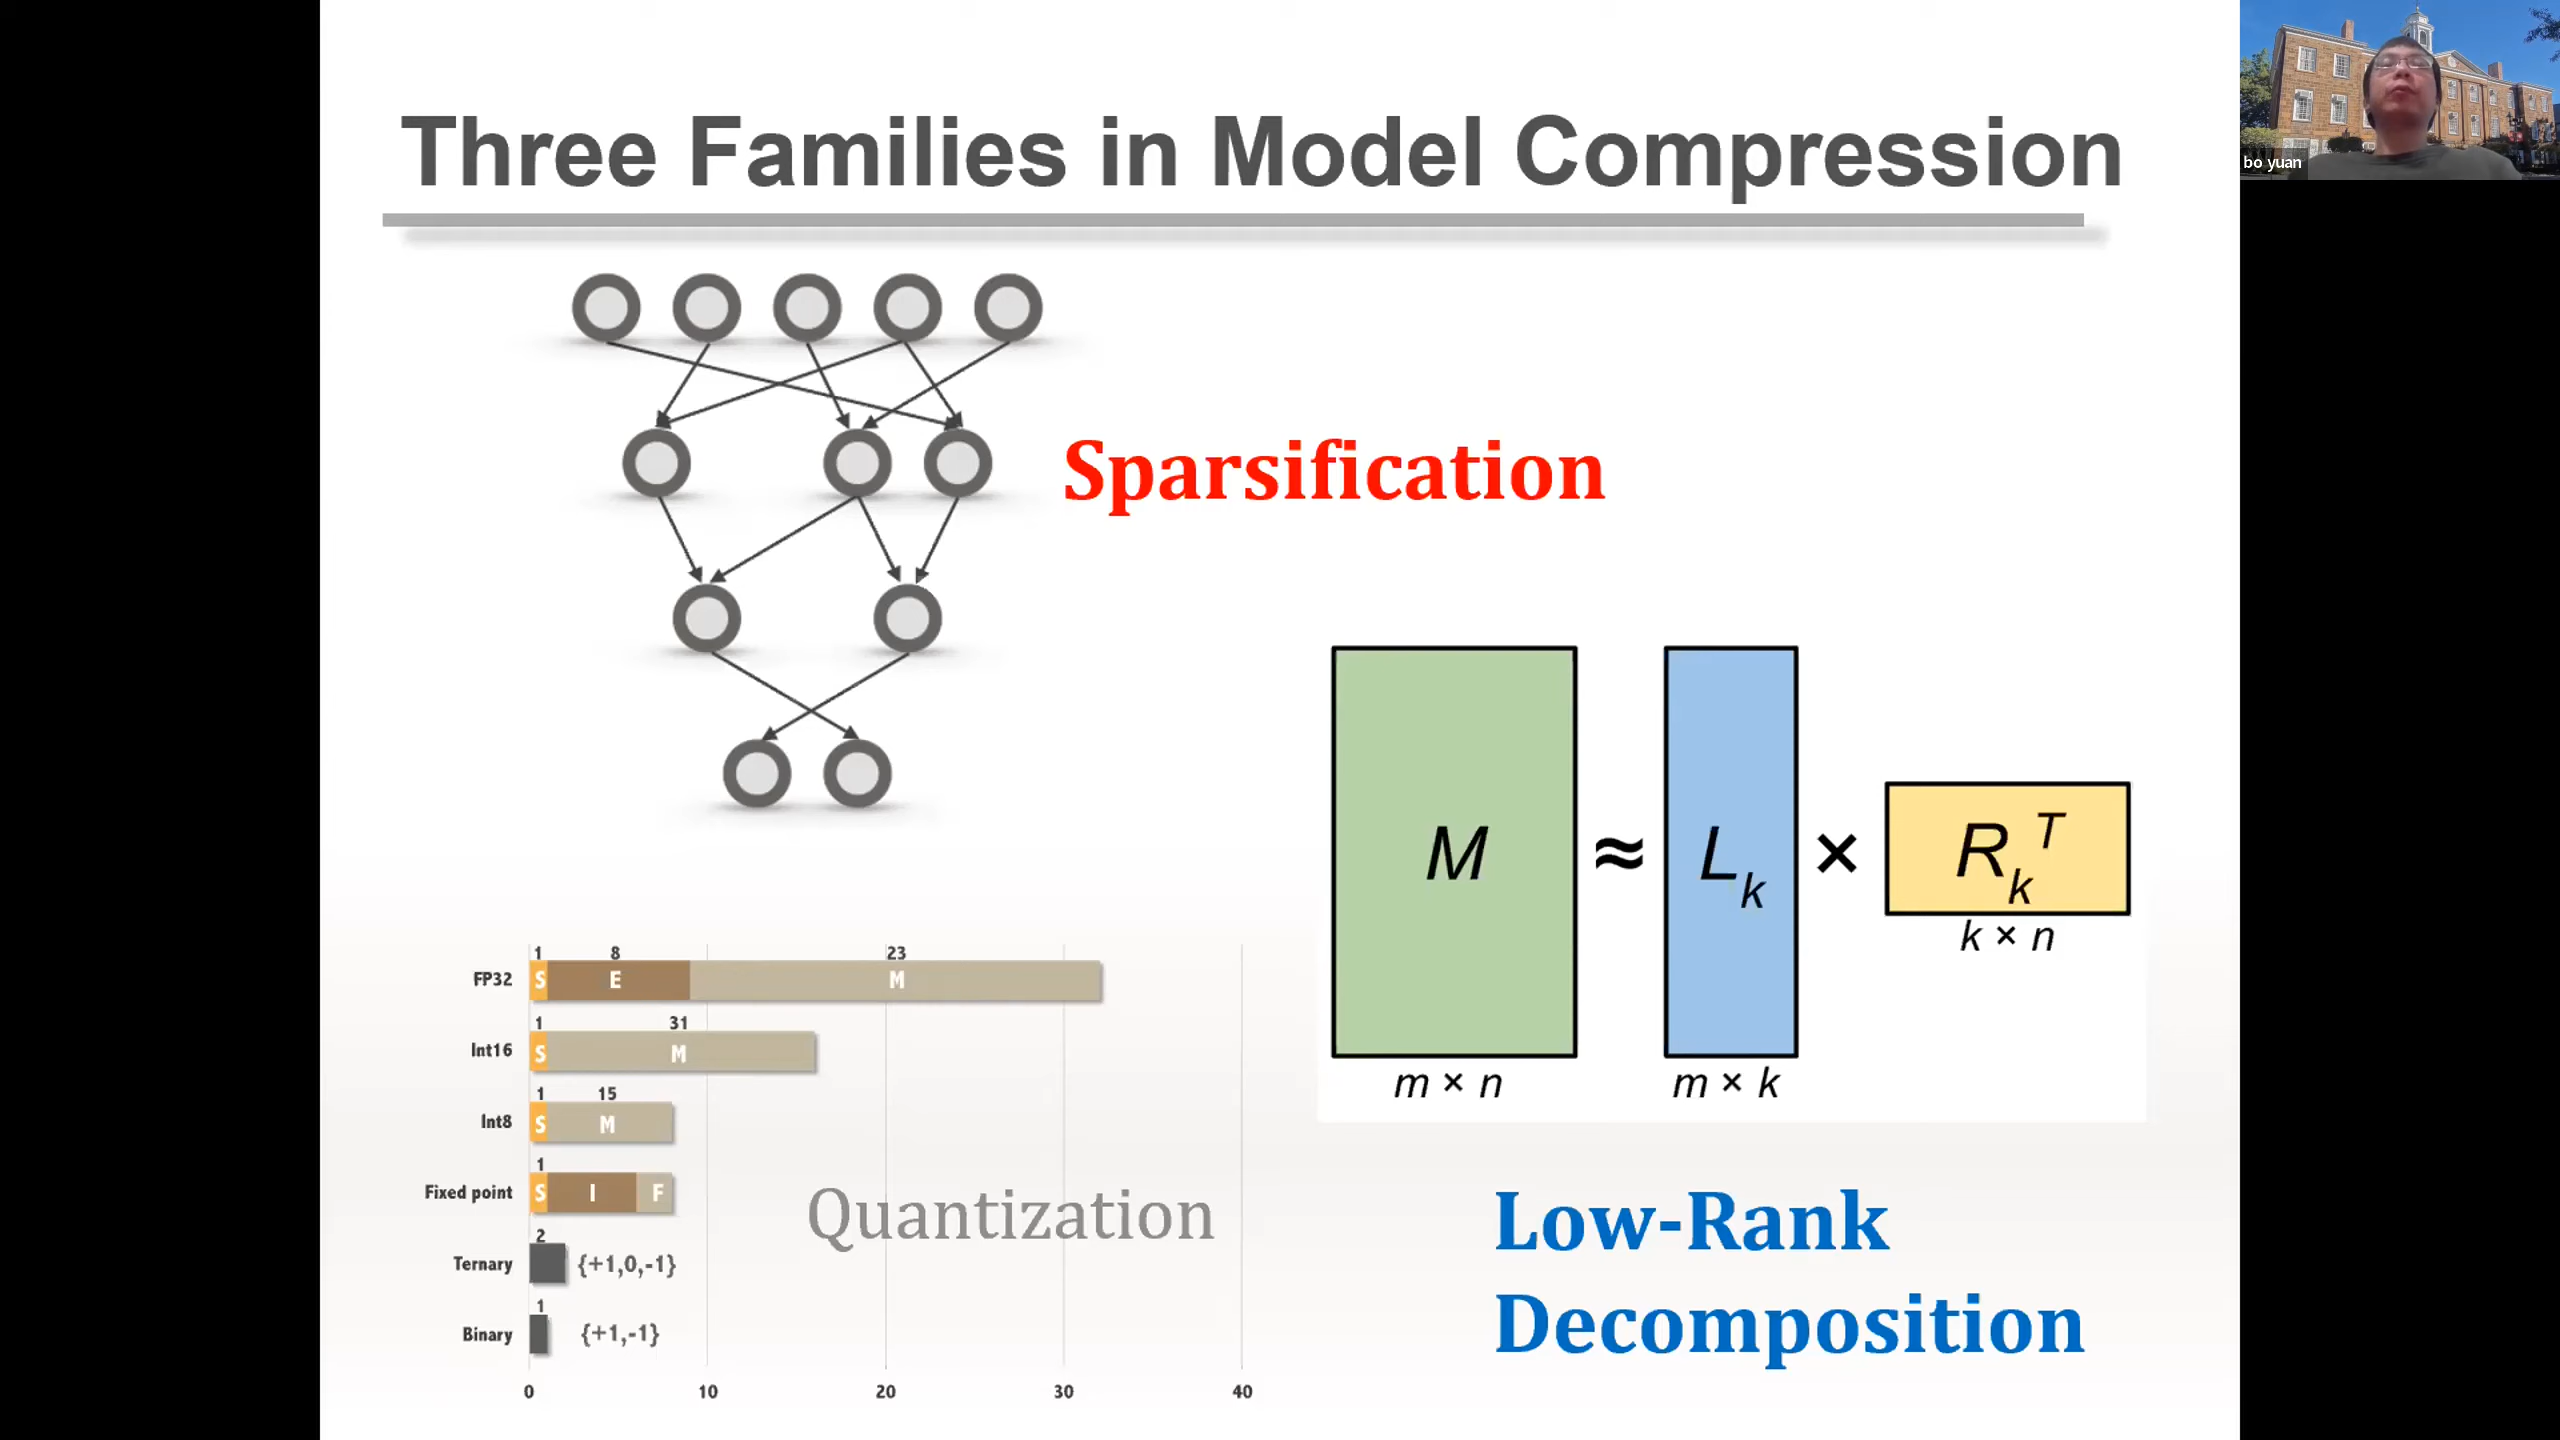 Three Families in Model Compression
bo yuan
Sparsification
M ≈ Lk × Rk^T
k × n
m × n
m × k
Low-Rank
Decomposition
1 8 23
FP32 S E M
1 31
Int16 S M
1 15
Int8 S M
1
Fixed point S I F
Quantization
2
Ternary {+1,0,-1}
1
Binary {+1,-1}
0 10 20 30 40